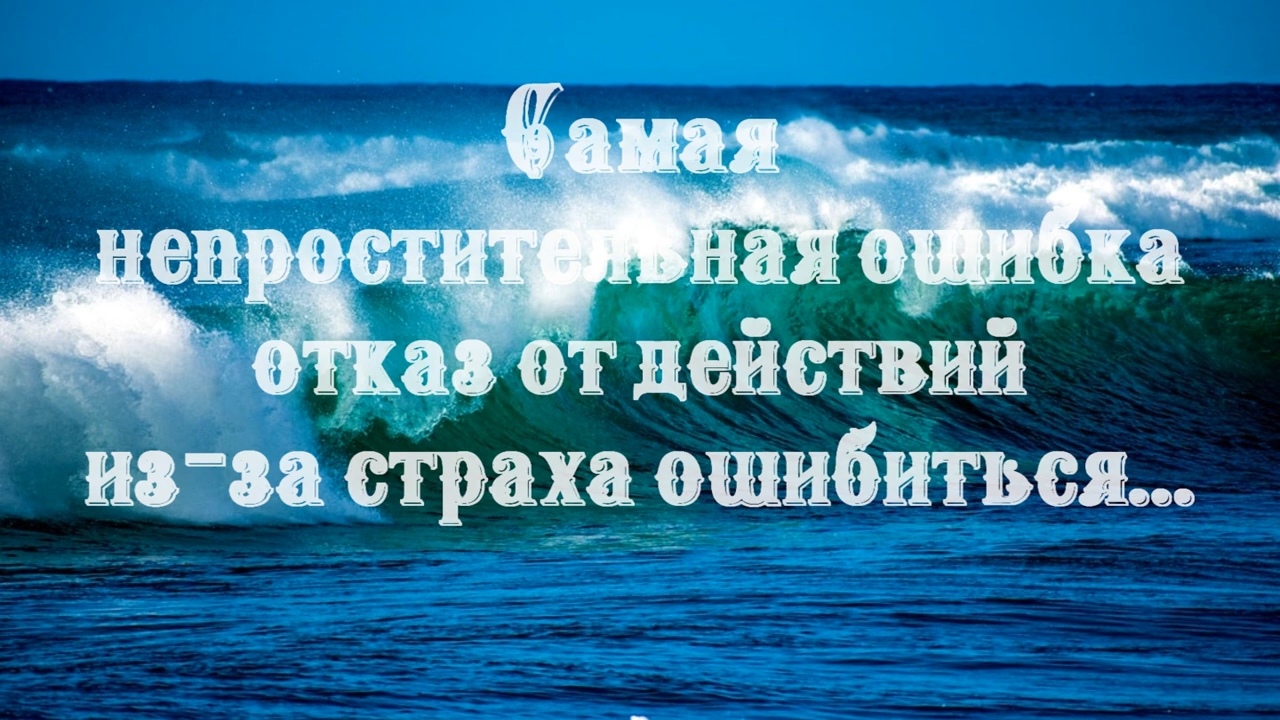 Самая
непростительная ошибка
отказ от действий
из-за страха ошибиться...